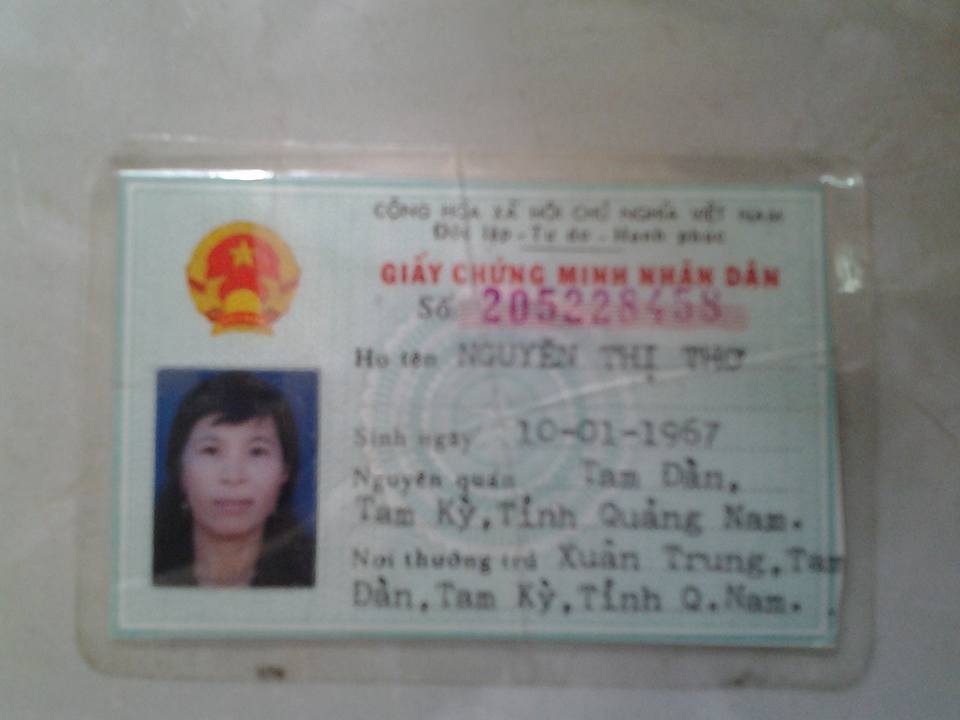 CỘNG HÒA XÃ HỘI CHỦ NGHĨA VIỆT NAM
Độc lập - Tự do - Hạnh phúc
GIẤY CHỨNG MINH NHÂN DÂN
Số 205228458
Họ tên NGUYỄN THỊ THƠ
Sinh ngày 10-01-1967
Nguyên quán Tam Dân,
Tam Kỳ, Tỉnh Quảng Nam.
Nơi thường trú Xuân Trung, Tam
Dân, Tam Kỳ, Tỉnh Q.Nam.